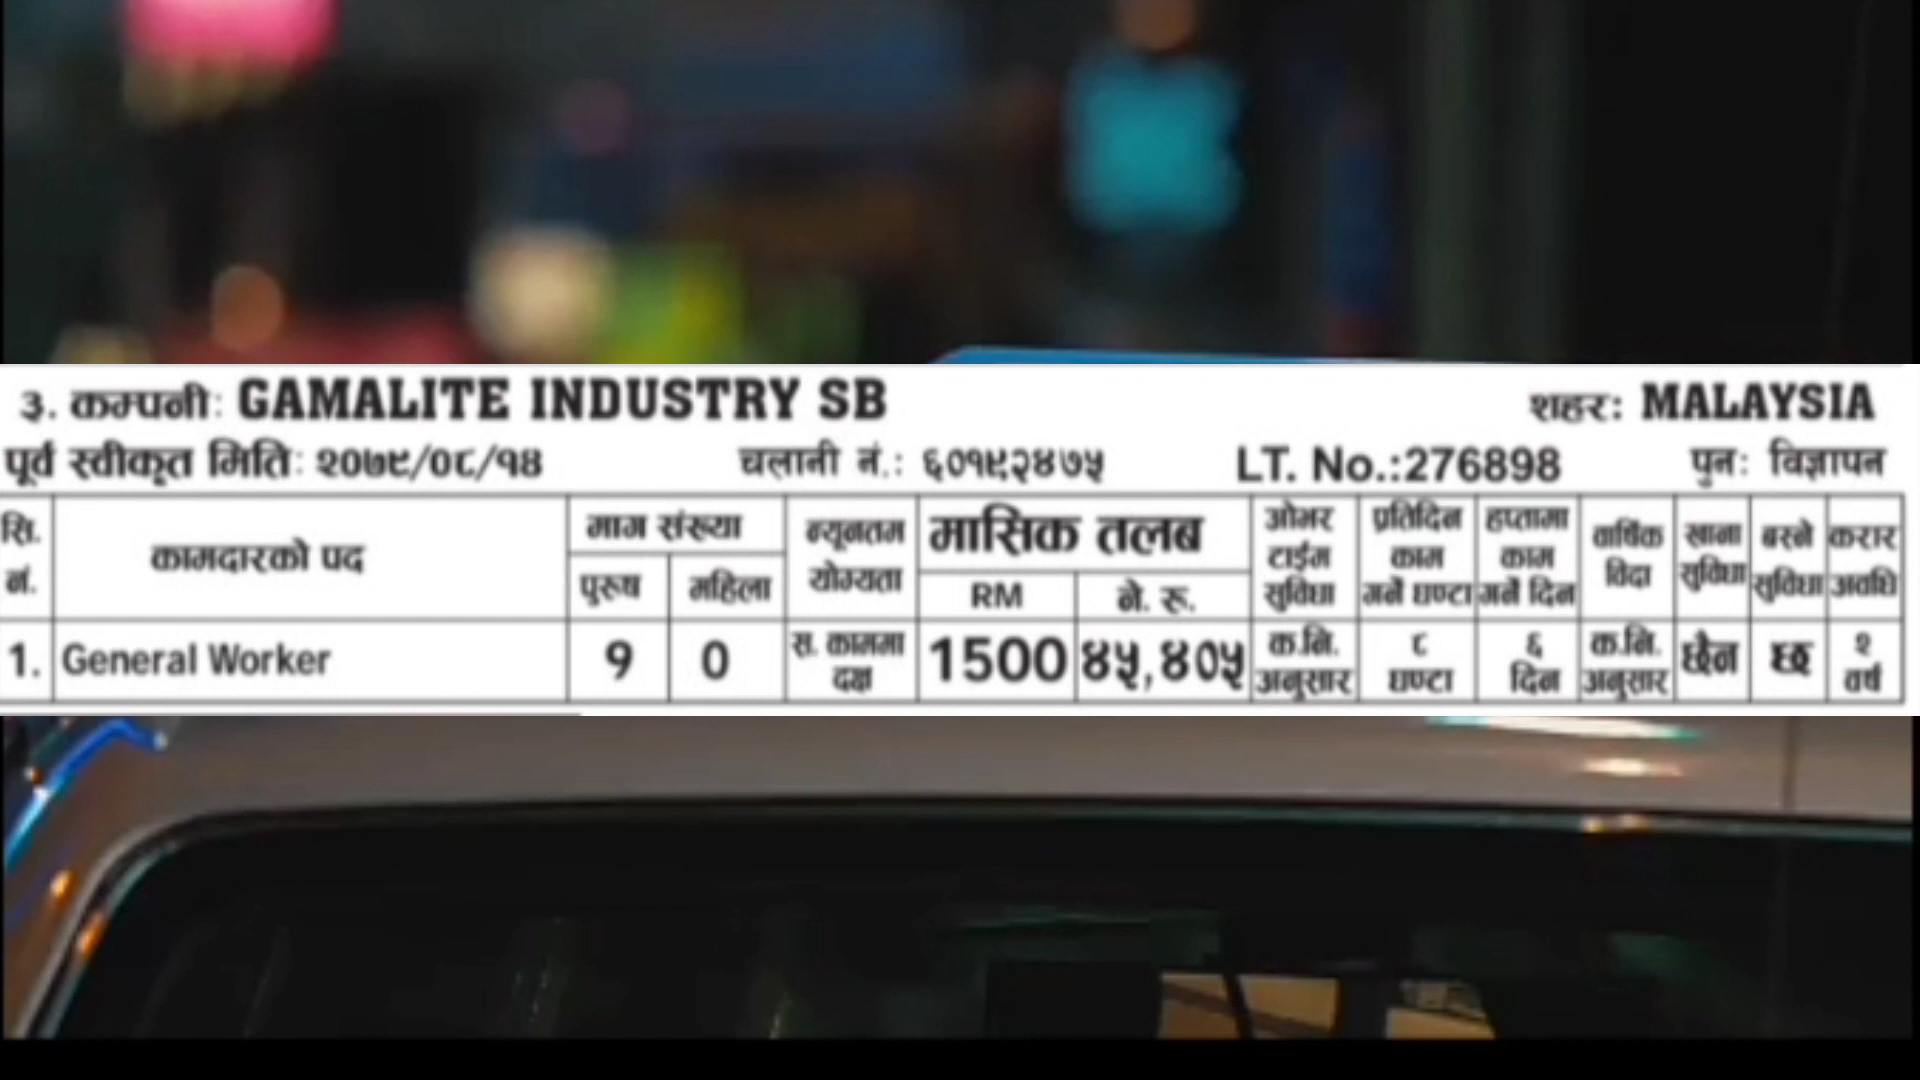 ३. कम्पनी: GAMALITE INDUSTRY SB शहर: MALAYSIA
पूर्व स्वीकृत मिति: २०७९/०८/१४ चलानी नं.: ६०१९२४७५ LT. No.:276898 पुन: विज्ञापन
सि. नं. कामदारको पद माग संख्या पुरुष महिला न्यूनतम योग्यता मासिक तलब RM ने. रू. ओभर टाईम सुविधा प्रतिदिन काम गर्ने घण्टा हप्तामा काम गर्ने दिन वार्षिक विदा खाना सुविधा बस्ने सुविधा करार अवधि
1. General Worker 9 0 स. काममा दक्ष 1500 ४५,४०५ क.नि. अनुसार ८ घण्टा ६ दिन क.नि. अनुसार छैन छ २ वर्ष